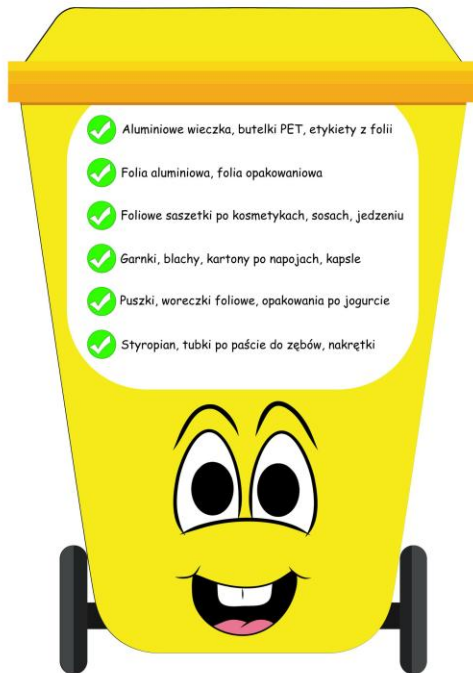 Aluminiowe wieczka, butelki PET, etykiety z folii
Folia aluminiowa, folia opakowaniowa
Foliowe saszetki po kosmetykach, sosach, jedzeniu
Garnki, blachy, kartony po napojach, kapsle
Puszki, woreczki foliowe, opakowania po jogurcie
Styropian, tubki po paście do zębów, nakrętki